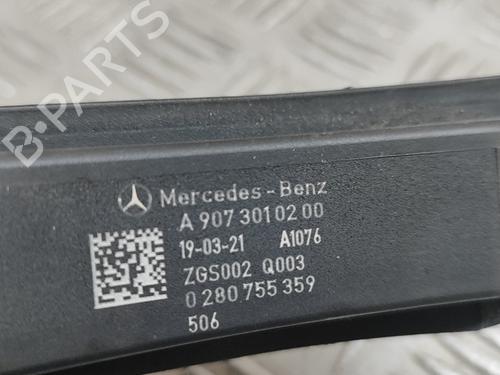 B-PARTS
Mercedes-Benz
A 907 301 02 00
19-03-21 A1076
ZGS002 Q003
0 280 755 359
506